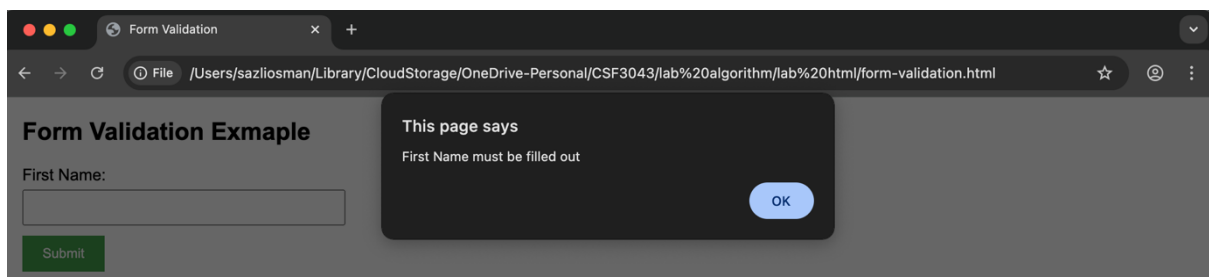 Form Validation
/Users/sazliosman/Library/CloudStorage/OneDrive-Personal/CSF3043/lab%20algorithm/lab%20html/form-validation.html
File
Form Validation Exmaple
This page says
First Name must be filled out
OK
First Name:
Submit